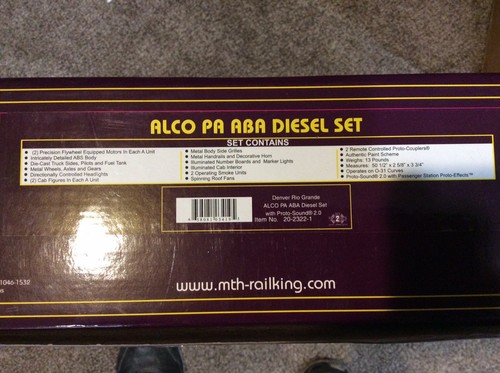 ALCO PA ABA DIESEL SET
SET CONTAINS
• (2) Precision Flywheel Equipped Motors In Each A Unit
• Intricately Detailed ABS Body
• Die-Cast Truck Sides, Pilots and Fuel Tank
• Metal Wheels, Axles and Gears
• Directionally Controlled Headlights
• (2) Cab Figures In Each A Unit
• Metal Body Side Grilles
• Metal Handrails and Decorative Horn
• Illuminated Number Boards and Marker Lights
• Illuminated Cab Interior
• 2 Operating Smoke Units
• Spinning Roof Fans
• 2 Remote Controlled Proto-Couplers®
• Authentic Paint Scheme
• Weighs: 13 Pounds
• Measures: 50 1/2" x 2 5/8" x 3 3/4"
• Operates on O-31 Curves
• Proto-Sound® 2.0 with Passenger Station Proto-Effects™
Denver Rio Grande
ALCO PA ABA Diesel Set
with Proto-Sound® 2.0
Item No. 20-2322-1
1046-1532
www.mth-railking.com